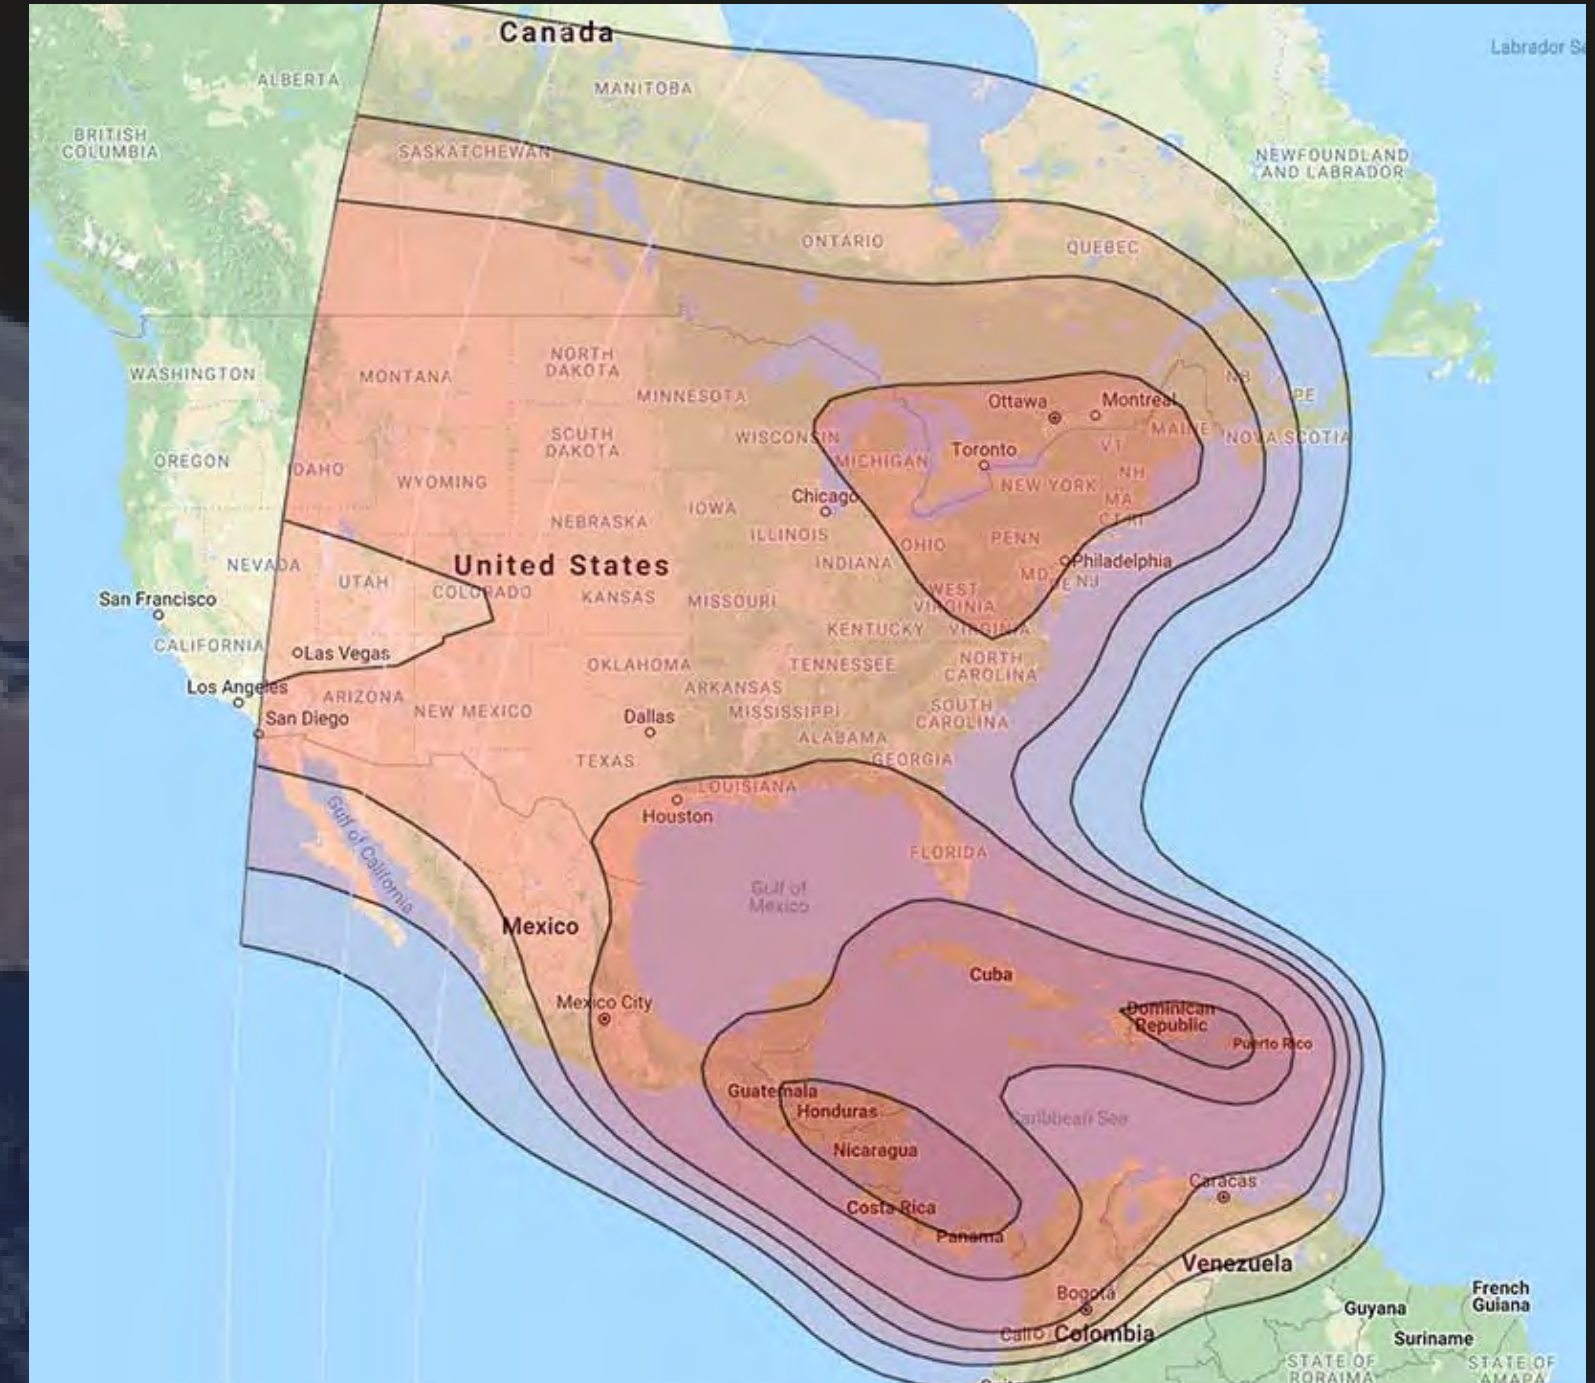 Canada
Labrador Se
ALBERTA
MANITOBA
BRITISH
COLUMBIA
SASKATCHEWAN
NEWFOUNDLAND
AND LABRADOR
ONTARIO
QUEBEC
WASHINGTON
MONTANA
NORTH
DAKOTA
MINNESOTA
NB
PE
Ottawa
Montreal
MAINE
NOVA SCOTIA
OREGON
IDAHO
SOUTH
DAKOTA
WISCONSIN
MICHIGAN
Toronto
VT
NH
WYOMING
NEW YORK
MA
CT RI
Chicago
IOWA
NEBRASKA
ILLINOIS
OHIO
PENN
NEVADA
UTAH
United States
INDIANA
Philadelphia
MD
DE
NJ
COLORADO
KANSAS
MISSOURI
WEST
VIRGINIA
San Francisco
KENTUCKY
VIRGINIA
CALIFORNIA
Las Vegas
OKLAHOMA
TENNESSEE
NORTH
CAROLINA
Los Angeles
ARIZONA
NEW MEXICO
ARKANSAS
MISSISSIPPI
SOUTH
CAROLINA
San Diego
Dallas
ALABAMA
TEXAS
GEORGIA
LOUISIANA
Houston
Gulf of California
FLORIDA
Gulf of
Mexico
Mexico
Cuba
Mexico City
Dominican
Republic
Puerto Rico
Guatemala
Honduras
Caribbean Sea
Nicaragua
Caracas
Costa Rica
Panama
Venezuela
Bogotá
Guyana
French
Guiana
Cali
Colombia
Suriname
STATE OF
RORAIMA
STATE OF
AMAPA